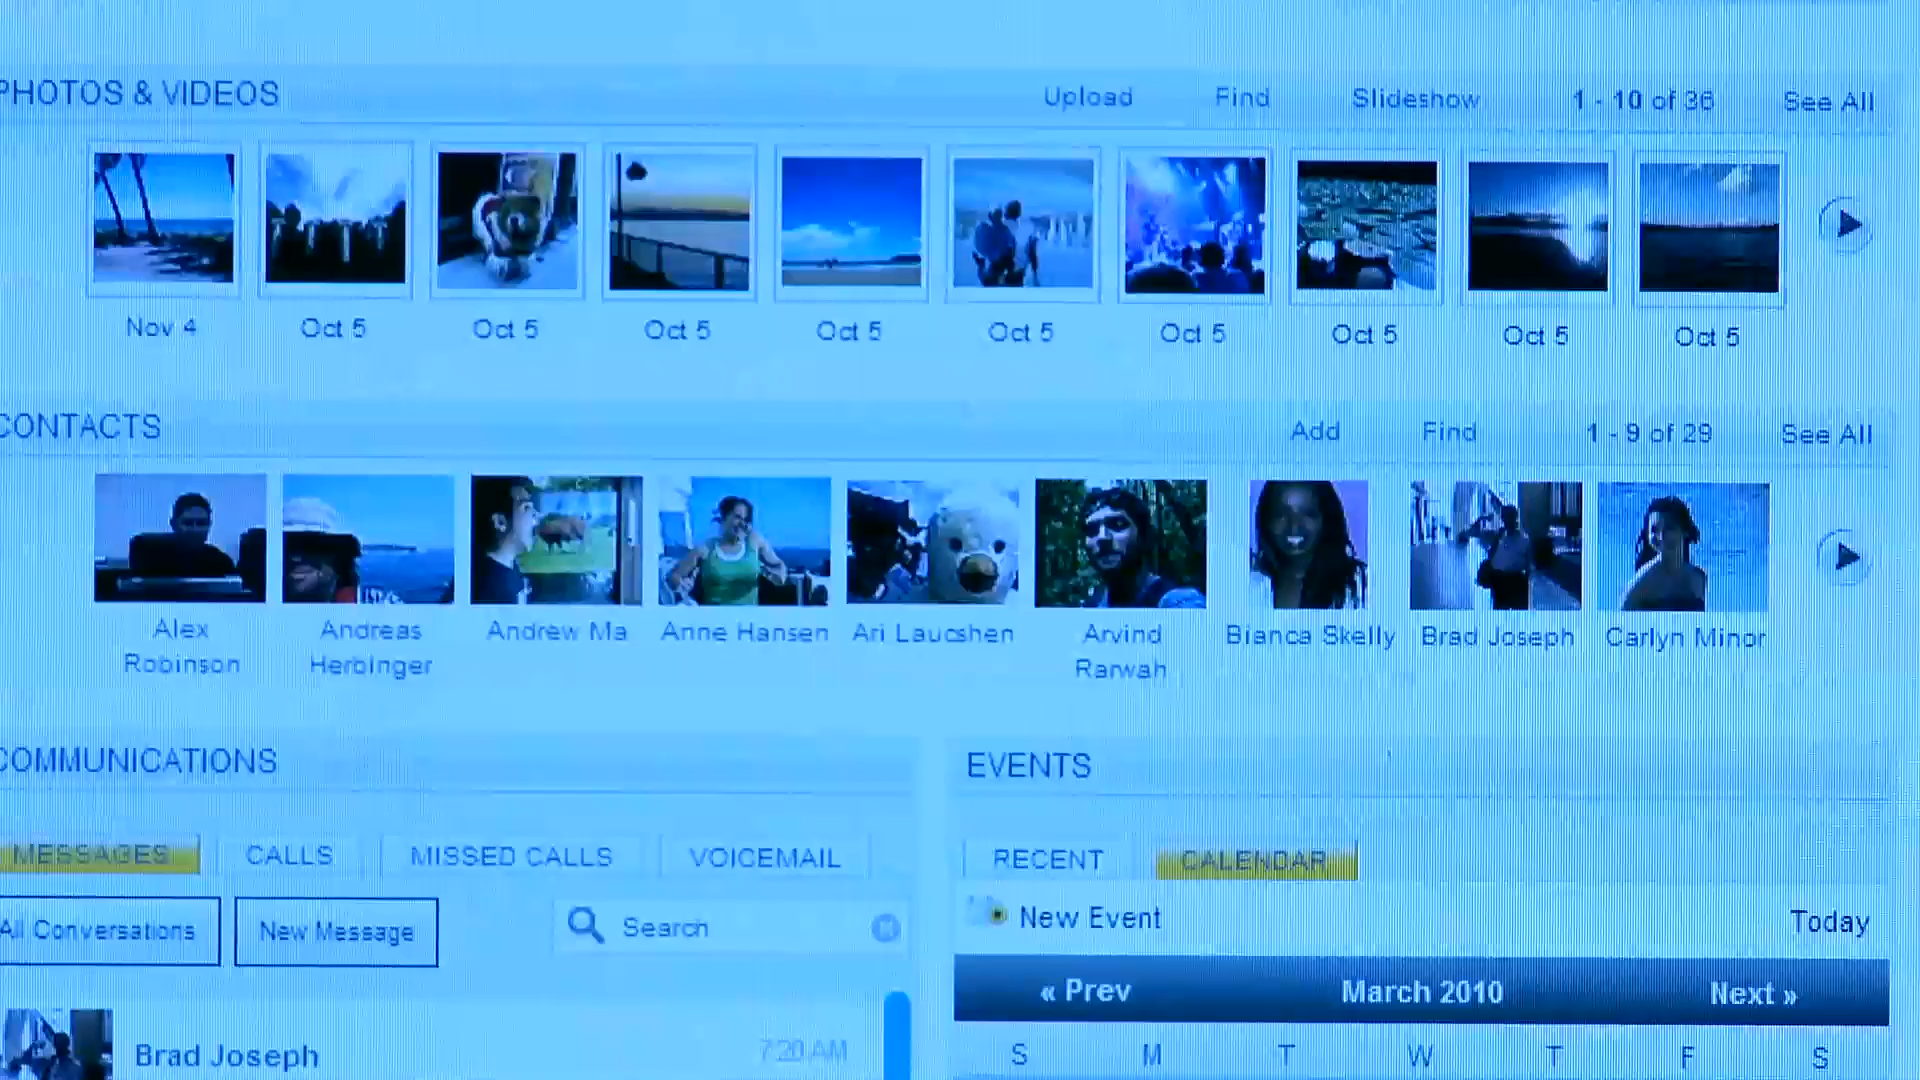 PHOTOS & VIDEOS
Upload Find Slideshow 1 - 10 of 36 See All
Nov 4 Oct 5 Oct 5 Oct 5 Oct 5 Oct 5 Oct 5 Oct 5 Oct 5 Oct 5
CONTACTS
Add Find 1 - 9 of 29 See All
Alex Robinson
Andreas Herbinger
Andrew Ma
Anne Hansen
Ari Laucshen
Arvind Rarwah
Bianca Skelly
Brad Joseph
Carlyn Minor
COMMUNICATIONS
MESSAGES CALLS MISSED CALLS VOICEMAIL
All Conversations New Message Search
Brad Joseph 7:20 AM
EVENTS
RECENT CALENDAR
New Event Today
« Prev March 2010 Next »
S M T W T F S